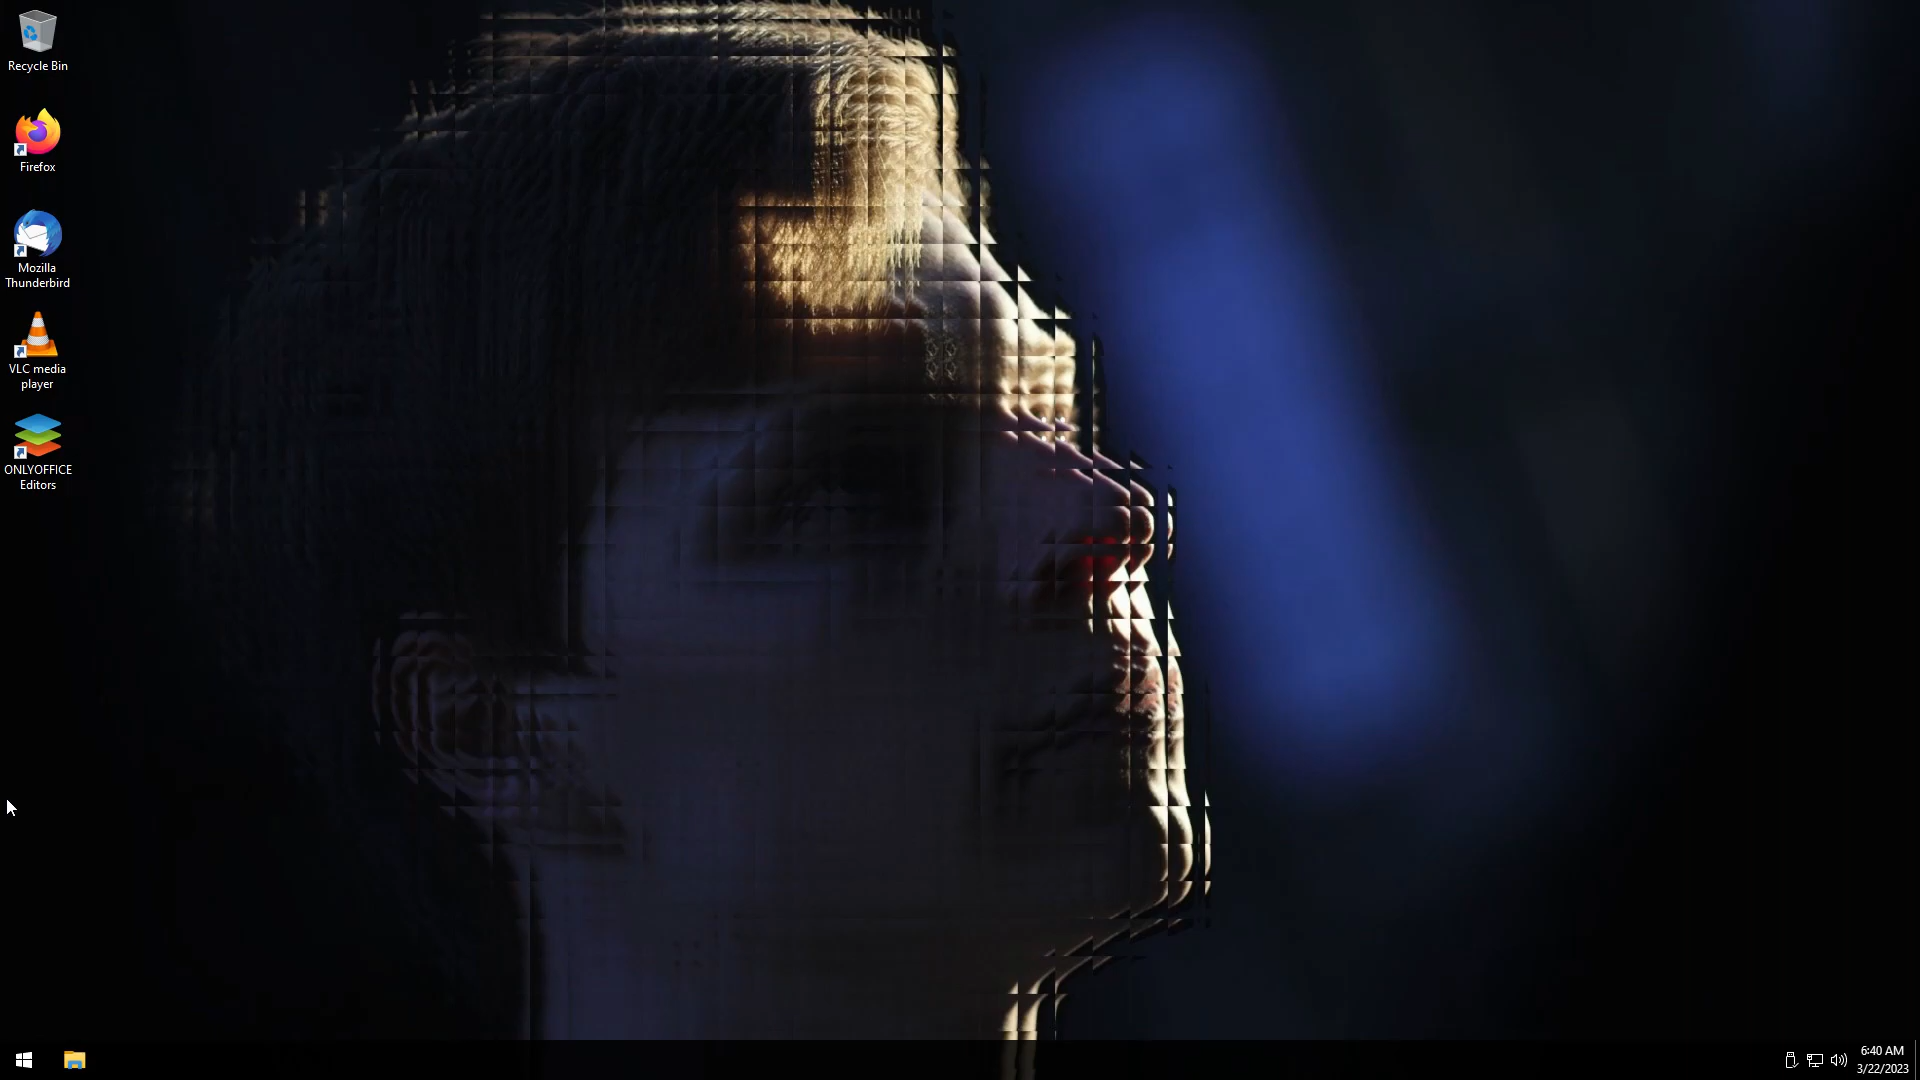 Recycle Bin
Firefox
Mozilla
Thunderbird
VLC media
player
ONLYOFFICE
Editors
6:40 AM
3/22/2023